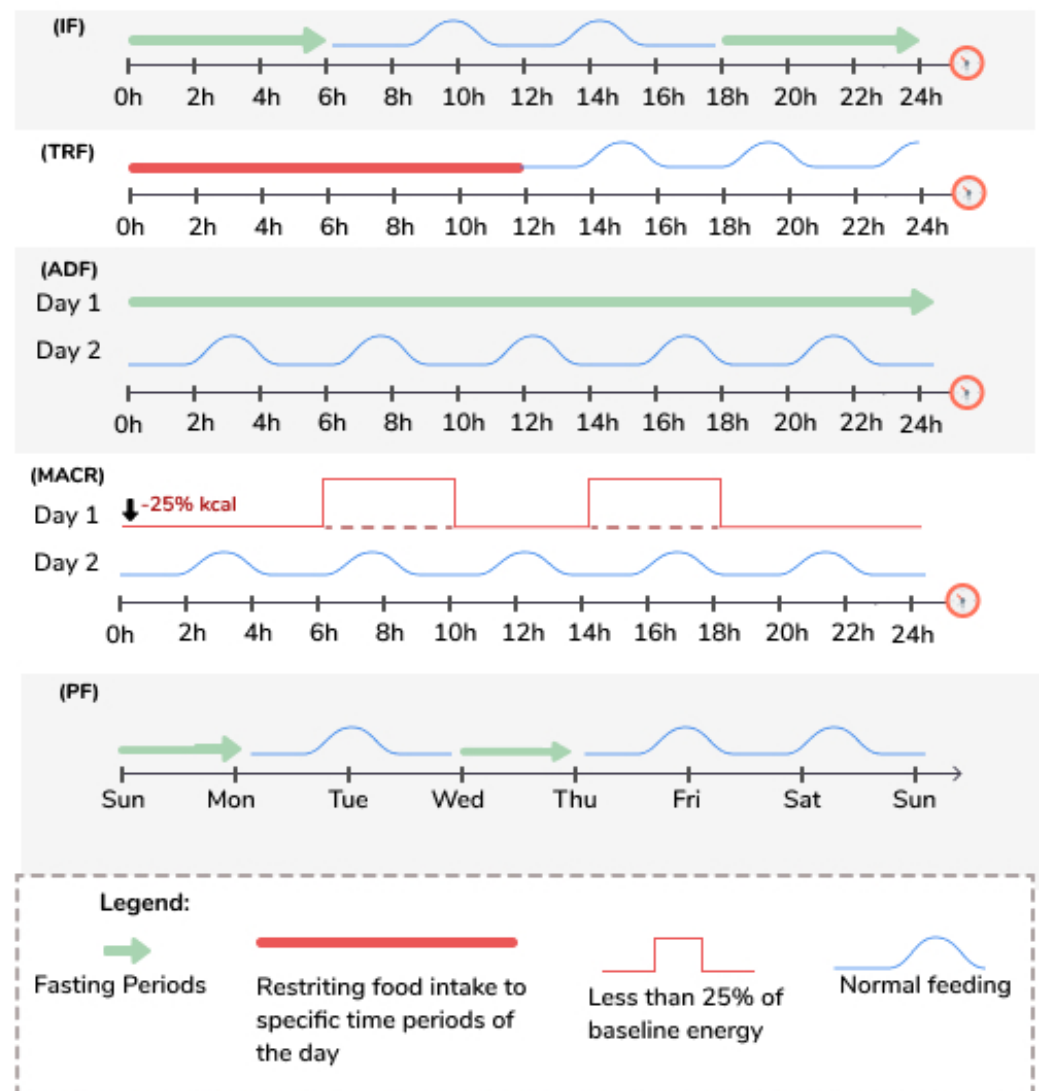 (IF)
0h 2h 4h 6h 8h 10h 12h 14h 16h 18h 20h 22h 24h
(TRF)
0h 2h 4h 6h 8h 10h 12h 14h 16h 18h 20h 22h 24h
(ADF)
Day 1
Day 2
0h 2h 4h 6h 8h 10h 12h 14h 16h 18h 20h 22h 24h
(MACR)
-25% kcal
Day 1
Day 2
0h 2h 4h 6h 8h 10h 12h 14h 16h 18h 20h 22h 24h
(PF)
Sun Mon Tue Wed Thu Fri Sat Sun
Legend:
Fasting Periods
Restriting food intake to
specific time periods of
the day
Less than 25% of
baseline energy
Normal feeding